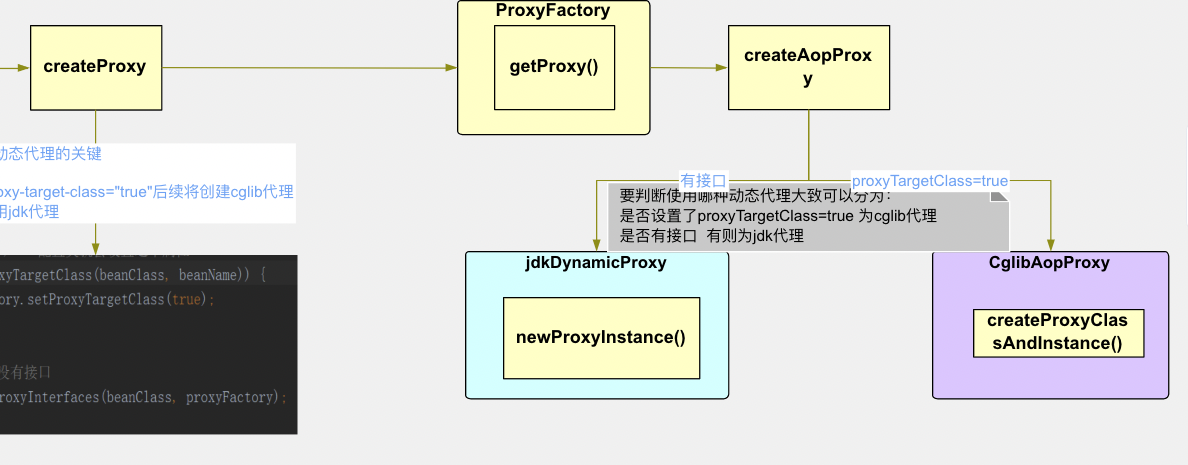 createProxy
ProxyFactory
getProxy()
createAopProx
y
动态代理的关键
oxy-target-class="true"后续将创建cglib代理
用jdk代理
有接口
proxyTargetClass=true
要判断使用哪种动态代理大致可以分为：
是否设置了proxyTargetClass=true 为cglib代理
是否有接口 有则为jdk代理
xyTargetClass(beanClass, beanName)) {
ory.setProxyTargetClass(true);
没有接口
roxyInterfaces(beanClass, proxyFactory);
jdkDynamicProxy
newProxyInstance()
CglibAopProxy
createProxyClas
sAndInstance()